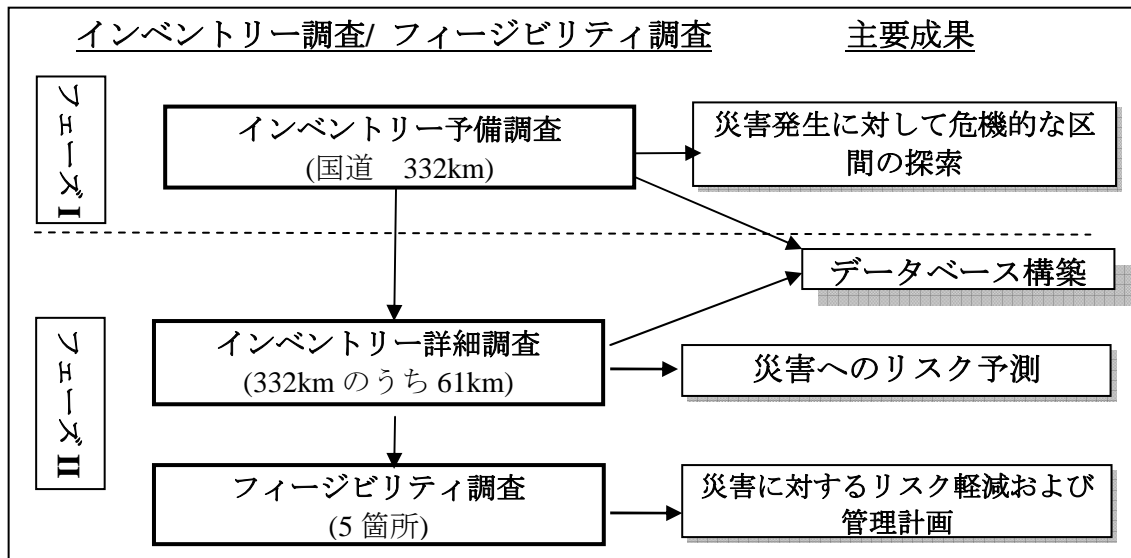 インベントリー調査/ フィージビリティ調査
主要成果
フェーズ I
インベントリー予備調査
(国道　332km)
災害発生に対して危機的な区
間の探索
データベース構築
フェーズ II
インベントリー詳細調査
(332km のうち 61km)
災害へのリスク予測
フィージビリティ調査
(5 箇所)
災害に対するリスク軽減および
管理計画